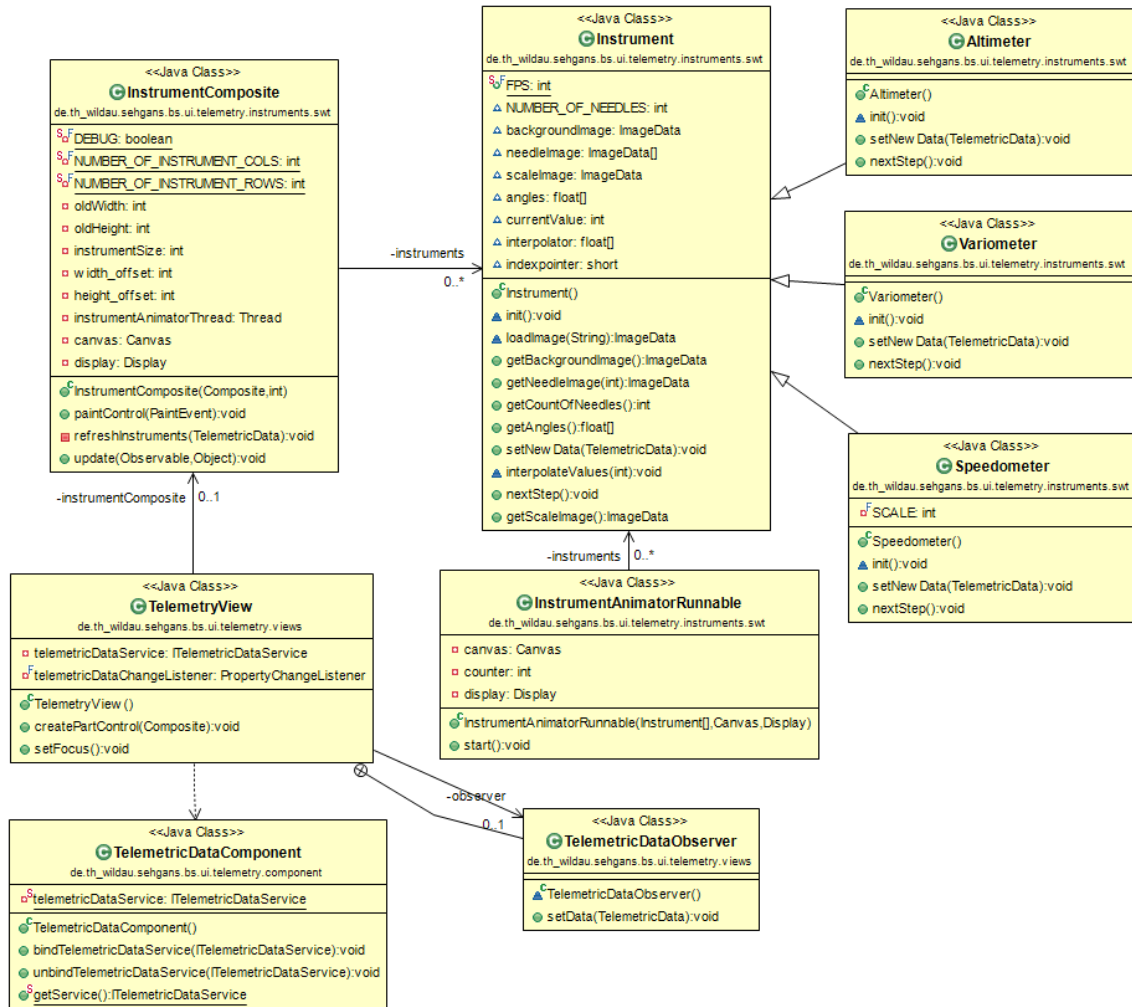 <<Java Class>>
InstrumentComposite
de.th_wildau.sehgans.bs.ui.telemetry.instruments.swt
DEBUG: boolean
NUMBER_OF_INSTRUMENT_COLS: int
NUMBER_OF_INSTRUMENT_ROWS: int
oldWidth: int
oldHeight: int
instrumentSize: int
width_offset: int
height_offset: int
instrumentAnimatorThread: Thread
canvas: Canvas
display: Display
InstrumentComposite(Composite,int)
paintControl(PaintEvent):void
refreshInstruments(TelemetricData):void
update(Observable,Object):void
-instruments
0..*
<<Java Class>>
Instrument
de.th_wildau.sehgans.bs.ui.telemetry.instruments.swt
FPS: int
NUMBER_OF_NEEDLES: int
backgroundImage: ImageData
needleImage: ImageData[]
scaleImage: ImageData
angles: float[]
currentValue: int
interpolator: float[]
indexpointer: short
Instrument()
init():void
loadImage(String):ImageData
getBackgroundImage():ImageData
getNeedleImage(int):ImageData
getCountOfNeedles():int
getAngles():float[]
setNewData(TelemetricData):void
interpolateValues(int):void
nextStep():void
getScaleImage():ImageData
<<Java Class>>
Altimeter
de.th_wildau.sehgans.bs.ui.telemetry.instruments.swt
Altimeter()
init():void
setNewData(TelemetricData):void
nextStep():void
<<Java Class>>
Variometer
de.th_wildau.sehgans.bs.ui.telemetry.instruments.swt
Variometer()
init():void
setNewData(TelemetricData):void
nextStep():void
<<Java Class>>
Speedometer
de.th_wildau.sehgans.bs.ui.telemetry.instruments.swt
SCALE: int
Speedometer()
init():void
setNewData(TelemetricData):void
nextStep():void
-instrumentComposite
0..1
<<Java Class>>
TelemetryView
de.th_wildau.sehgans.bs.ui.telemetry.views
telemetricDataService: ITelemetricDataService
telemetricDataChangeListener: PropertyChangeListener
TelemetryView()
createPartControl(Composite):void
setFocus():void
-instruments
0..*
<<Java Class>>
InstrumentAnimatorRunnable
de.th_wildau.sehgans.bs.ui.telemetry.instruments.swt
canvas: Canvas
counter: int
display: Display
InstrumentAnimatorRunnable(Instrument[],Canvas,Display)
start():void
-observer
0..1
<<Java Class>>
TelemetricDataComponent
de.th_wildau.sehgans.bs.ui.telemetry.component
telemetricDataService: ITelemetricDataService
TelemetricDataComponent()
bindTelemetricDataService(ITelemetricDataService):void
unbindTelemetricDataService(ITelemetricDataService):void
getService():ITelemetricDataService
<<Java Class>>
TelemetricDataObserver
de.th_wildau.sehgans.bs.ui.telemetry.views
TelemetricDataObserver()
setData(TelemetricData):void